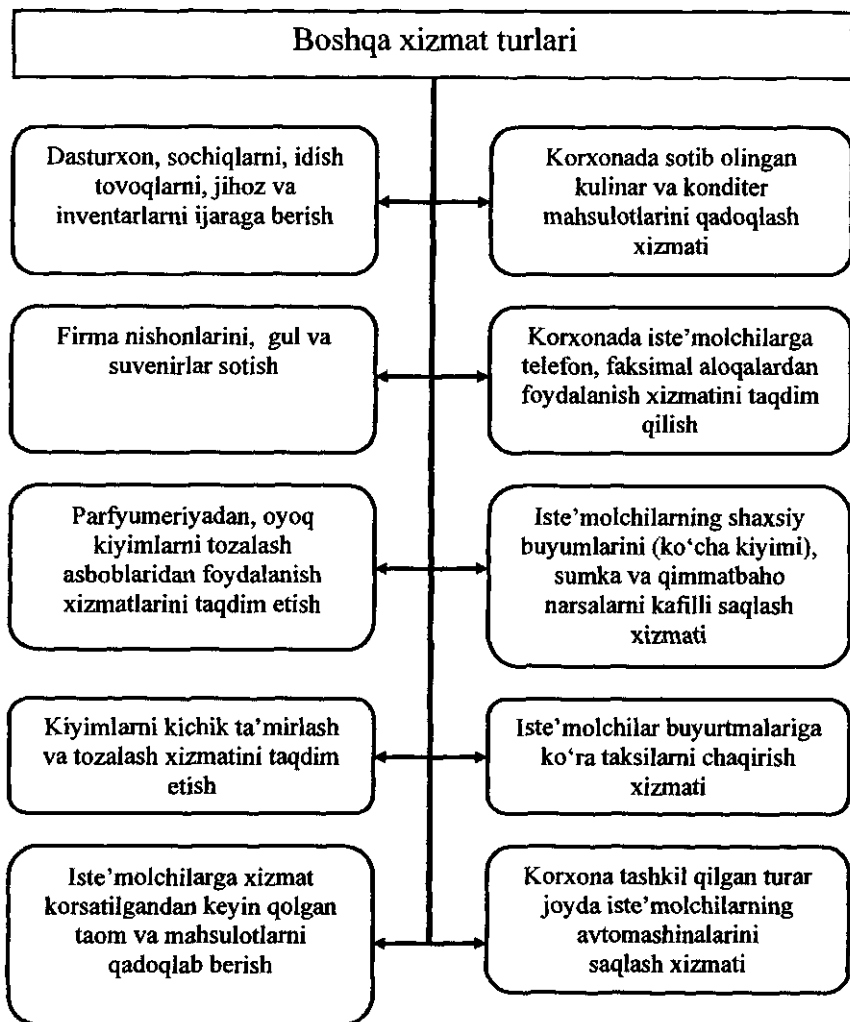 Boshqa xizmat turlari
Dasturxon, sochiqlarni, idish
tovoqlarni, jihoz va
inventarlarni ijaraga berish
Korxonada sotib olingan
kulinar va konditer
mahsulotlarini qadoqlash
xizmati
Firma nishonlarini, gul va
suvenirlar sotish
Korxonada iste’molchilarga
telefon, faksimal aloqalardan
foydalanish xizmatini taqdim
qilish
Parfyumeriyadan, oyoq
kiyimlarni tozalash
asboblaridan foydalanish
xizmatlarini taqdim etish
Iste’molchilarning shaxsiy
buyumlarini (ko‘cha kiyimi),
sumka va qimmatbaho
narsalarni kafilli saqlash
xizmati
Kiyimlarni kichik ta’mirlash
va tozalash xizmatini taqdim
etish
Iste’molchilar buyurtmalariga
ko‘ra taksilarni chaqirish
xizmati
Iste’molchilarga xizmat
korsatilgandan keyin qolgan
taom va mahsulotlarni
qadoqlab berish
Korxona tashkil qilgan turar
joyda iste’molchilarning
avtomashinalarini
saqlash xizmati